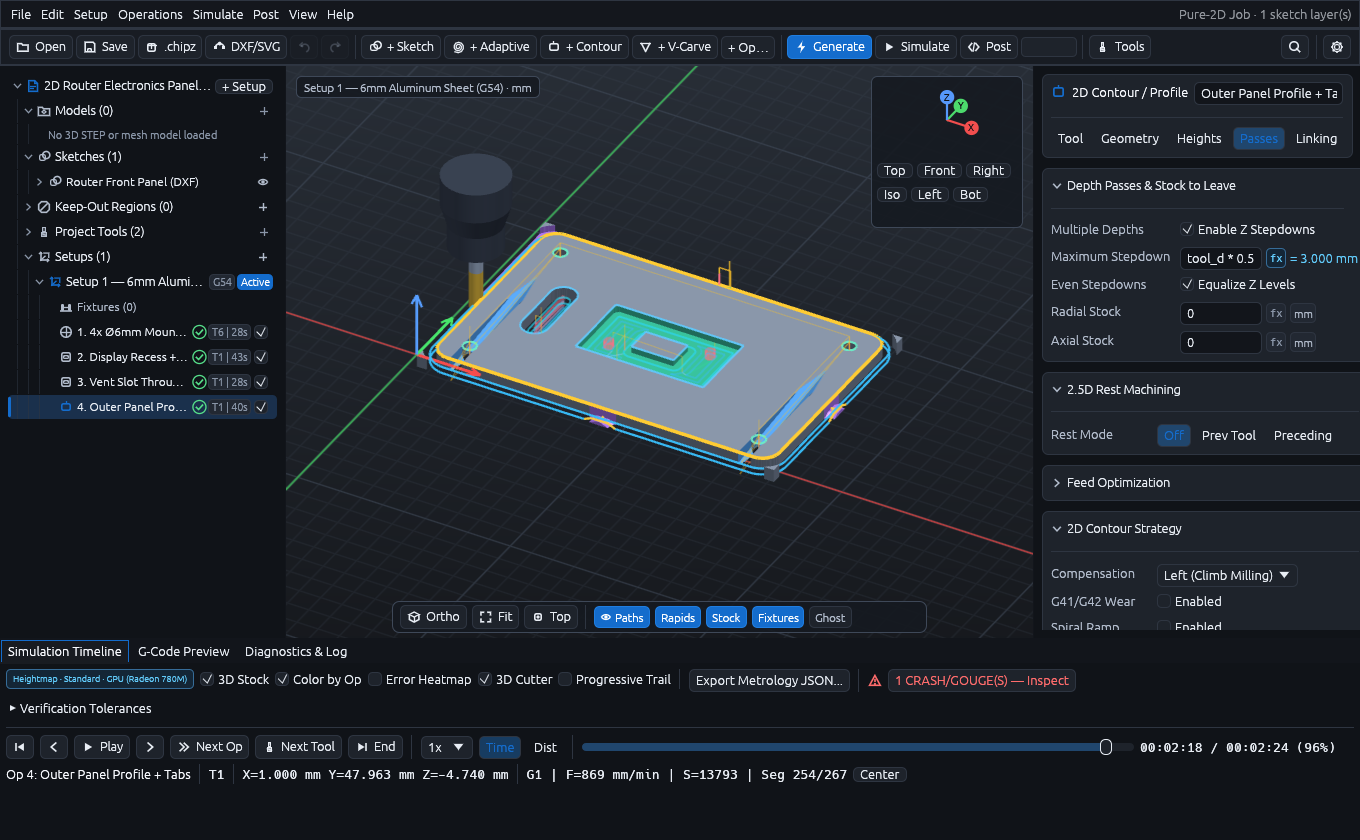 File Edit Setup Operations Simulate Post View Help
Pure-2D Job · 1 sketch layer(s)
Open Save .chipz DXF/SVG + Sketch + Adaptive + Contour + V-Carve + Op... Generate Simulate Post Tools
2D Router Electronics Panel... + Setup
Models (0) +
No 3D STEP or mesh model loaded
Sketches (1) +
Router Front Panel (DXF)
Keep-Out Regions (0) +
Project Tools (2) +
Setups (1) +
Setup 1 — 6mm Alumi... G54 Active
Fixtures (0)
1. 4x Ø6mm Moun... T6 | 28s
2. Display Recess +... T1 | 43s
3. Vent Slot Throu... T1 | 28s
4. Outer Panel Pro... T1 | 40s
Setup 1 — 6mm Aluminum Sheet (G54) · mm
Z
Y
X
Top Front Right
Iso Left Bot
Ortho Fit Top Paths Rapids Stock Fixtures Ghost
2D Contour / Profile Outer Panel Profile + Ta
Tool Geometry Heights Passes Linking
Depth Passes & Stock to Leave
Multiple Depths Enable Z Stepdowns
Maximum Stepdown tool_d * 0.5 fx = 3.000 mm
Even Stepdowns Equalize Z Levels
Radial Stock 0 fx mm
Axial Stock 0 fx mm
2.5D Rest Machining
Rest Mode Off Prev Tool Preceding
Feed Optimization
2D Contour Strategy
Compensation Left (Climb Milling)
G41/G42 Wear Enabled
Spiral Ramp Enabled
Simulation Timeline G-Code Preview Diagnostics & Log
Heightmap · Standard · GPU (Radeon 780M) 3D Stock Color by Op Error Heatmap 3D Cutter Progressive Trail Export Metrology JSON... 1 CRASH/GOUGE(S) — Inspect
Verification Tolerances
Play Next Op Next Tool End 1x Time Dist 00:02:18 / 00:02:24 (96%)
Op 4: Outer Panel Profile + Tabs T1 X=1.000 mm Y=47.963 mm Z=-4.740 mm G1 | F=869 mm/min | S=13793 | Seg 254/267 Center